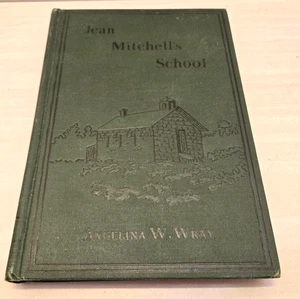 Jean
Mitchell's
School
ANGELINA W. WRAY